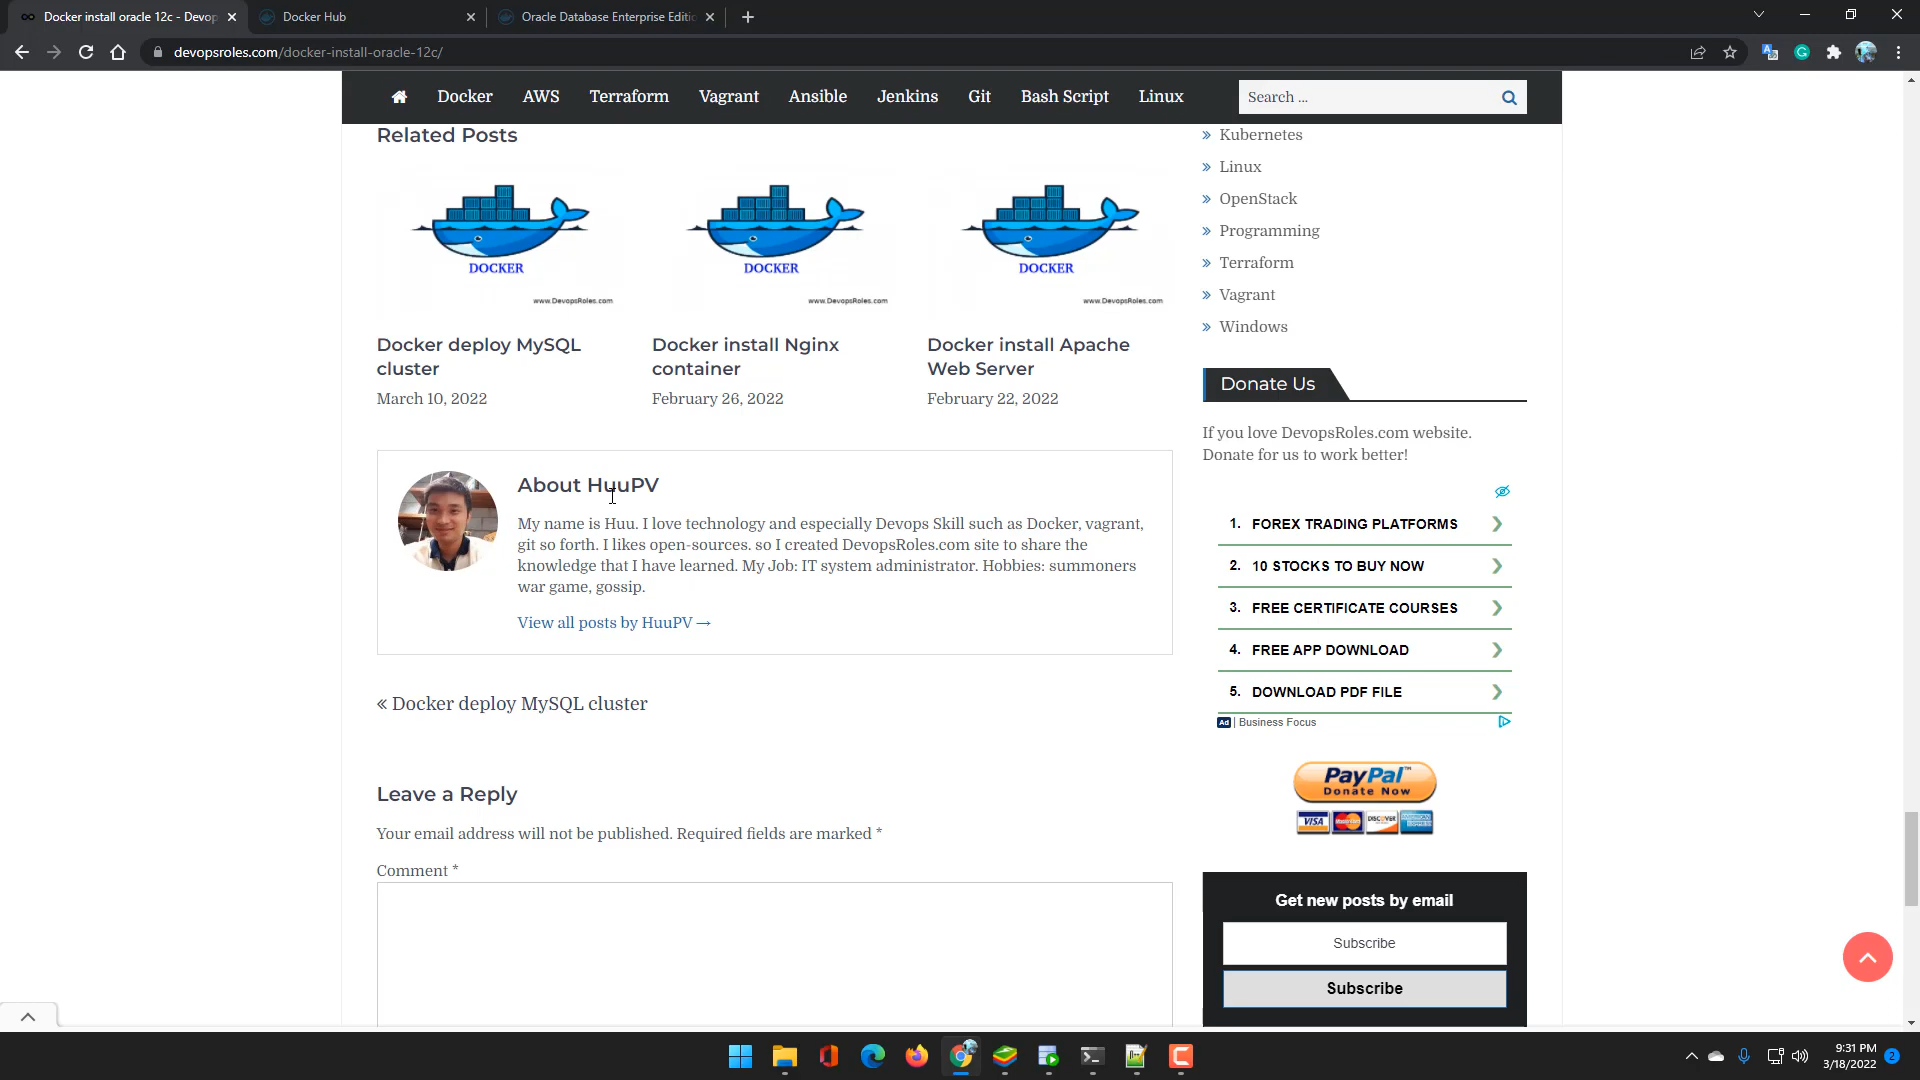 Docker install oracle 12c - Devop
Docker Hub
Oracle Database Enterprise Editio
devopsroles.com/docker-install-oracle-12c/
Docker AWS Terraform Vagrant Ansible Jenkins Git Bash Script Linux
Search ...
Related Posts
DOCKER
www.DevopsRoles.com
Docker deploy MySQL
cluster
March 10, 2022
DOCKER
www.DevopsRoles.com
Docker install Nginx
container
February 26, 2022
DOCKER
www.DevopsRoles.com
Docker install Apache
Web Server
February 22, 2022
About HuuPV
My name is Huu. I love technology and especially Devops Skill such as Docker, vagrant,
git so forth. I likes open-sources. so I created DevopsRoles.com site to share the
knowledge that I have learned. My Job: IT system administrator. Hobbies: summoners
war game, gossip.
View all posts by HuuPV →
« Docker deploy MySQL cluster
Leave a Reply
Your email address will not be published. Required fields are marked *
Comment *
» Kubernetes
» Linux
» OpenStack
» Programming
» Terraform
» Vagrant
» Windows
Donate Us
If you love DevopsRoles.com website.
Donate for us to work better!
1. FOREX TRADING PLATFORMS
2. 10 STOCKS TO BUY NOW
3. FREE CERTIFICATE COURSES
4. FREE APP DOWNLOAD
5. DOWNLOAD PDF FILE
Ad | Business Focus
PayPal™
Donate Now
VISA MasterCard DISCOVER
Get new posts by email
Subscribe
Subscribe
9:31 PM
3/18/2022
2